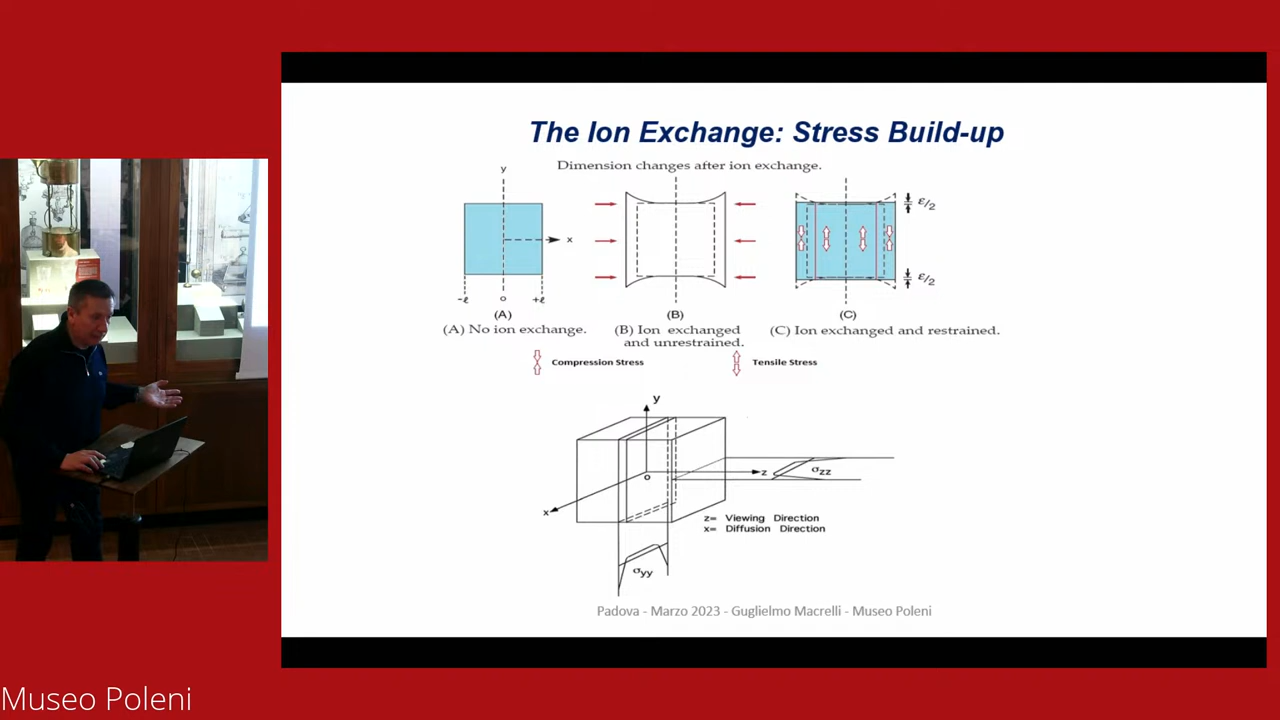 The Ion Exchange: Stress Build-up
Dimension changes after ion exchange.
y
x
-ℓ
o
+ℓ
(A)
(B)
(C)
ε/2
ε/2
(A) No ion exchange.
(B) Ion exchanged
and unrestrained.
(C) Ion exchanged and restrained.
Compression Stress
Tensile Stress
y
x
o
z
σzz
σyy
z= Viewing Direction
x= Diffusion Direction
Padova - Marzo 2023 - Guglielmo Macrelli - Museo Poleni
Museo Poleni